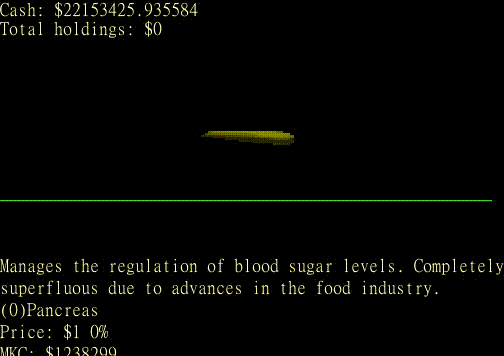 Cash: $22153425.935584
Total holdings: $0
Manages the regulation of blood sugar levels. Completely
superfluous due to advances in the food industry.
(0)Pancreas
Price: $1 0%
MKC: $1238299